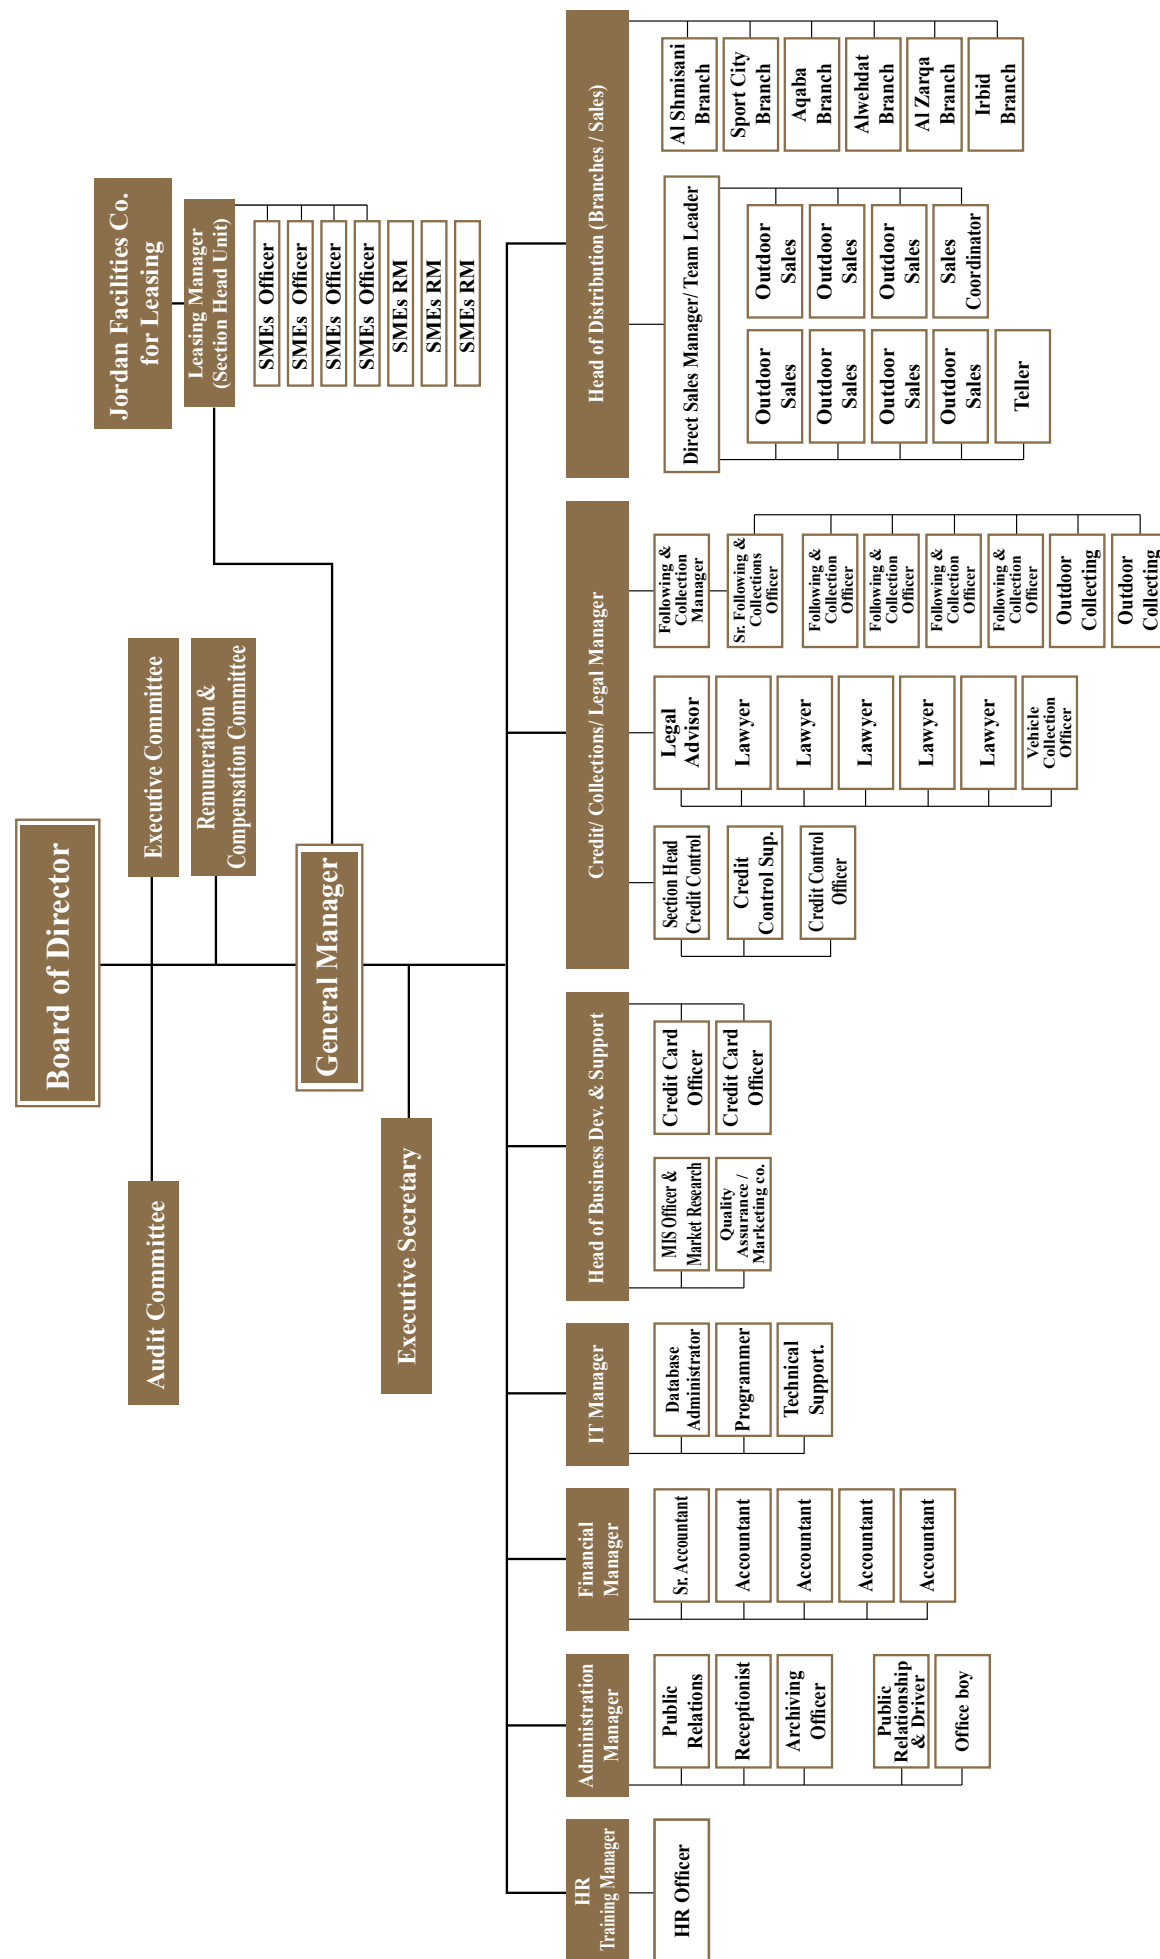 Board of Director
Audit Committee
Executive Committee
Remuneration &
Compensation Committee
General Manager
Executive Secretary
Jordan Facilities Co.
for Leasing
Leasing Manager
(Section Head Unit)
SMEs Officer
SMEs Officer
SMEs Officer
SMEs Officer
SMEs RM
SMEs RM
SMEs RM
HR
Training Manager
HR Officer
Administration
Manager
Public
Relations
Receptionist
Archiving
Officer
Public
Relationship
& Driver
Office boy
Financial
Manager
Sr. Accountant
Accountant
Accountant
Accountant
Accountant
IT Manager
Database
Administrator
Programmer
Technical
Support.
Head of Business Dev. & Support
MIS Officer &
Market Research
Quality
Assurance /
Marketing co.
Credit Card
Officer
Credit Card
Officer
Credit/ Collections/ Legal Manager
Section Head
Credit Control
Credit
Control Sup.
Credit Control
Officer
Legal
Advisor
Lawyer
Lawyer
Lawyer
Lawyer
Lawyer
Vehicle
Collection
Officer
Following &
Collection
Manager
Sr. Following &
Collections
Officer
Following &
Collection
Officer
Following &
Collection
Officer
Following &
Collection
Officer
Following &
Collection
Officer
Outdoor
Collecting
Outdoor
Collecting
Head of Distribution (Branches / Sales)
Direct Sales Manager/ Team Leader
Outdoor
Sales
Outdoor
Sales
Outdoor
Sales
Outdoor
Sales
Teller
Outdoor
Sales
Outdoor
Sales
Outdoor
Sales
Sales
Coordinator
Al Shmisani
Branch
Sport City
Branch
Aqaba
Branch
Alwehdat
Branch
Al Zarqa
Branch
Irbid
Branch